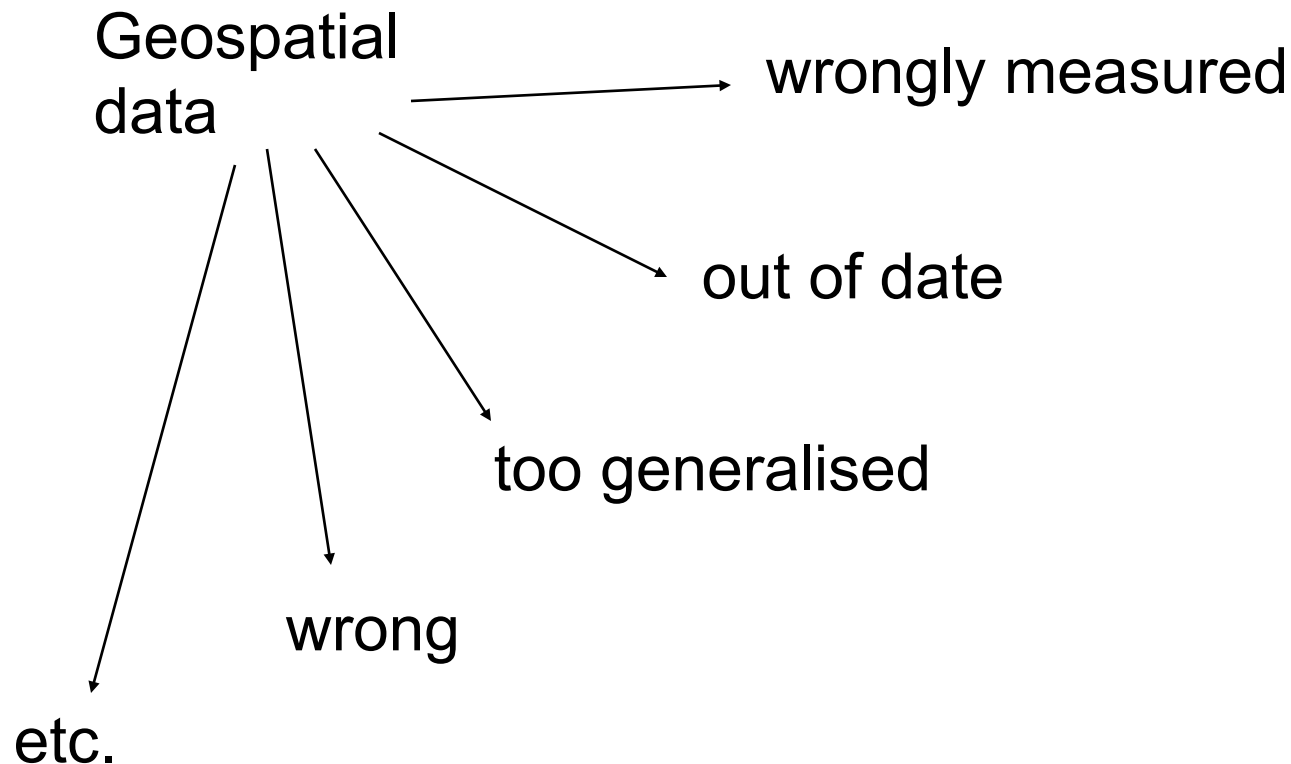 Geospatial
data
wrongly measured
out of date
too generalised
wrong
etc.